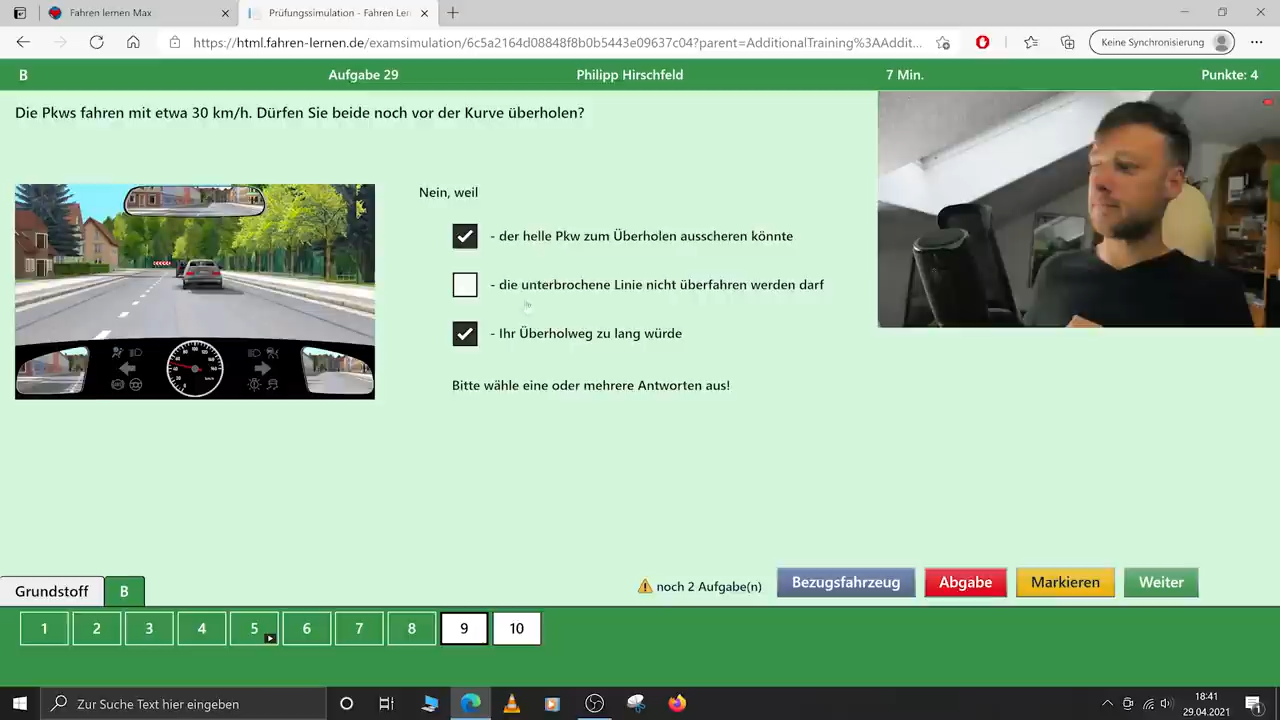 Fahren lernen Max
Prüfungssimulation - Fahren Ler
https://html.fahren-lernen.de/examsimulation/6c5a2164d08848f8b0b5443e09637c04?parent=AdditionalTraining%3AAddit...
Keine Synchronisierung
B
Aufgabe 29
Philipp Hirschfeld
7 Min.
Punkte: 4
Die Pkws fahren mit etwa 30 km/h. Dürfen Sie beide noch vor der Kurve überholen?
Nein, weil
- der helle Pkw zum Überholen ausscheren könnte
- die unterbrochene Linie nicht überfahren werden darf
- Ihr Überholweg zu lang würde
Bitte wähle eine oder mehrere Antworten aus!
Grundstoff
B
noch 2 Aufgabe(n)
Bezugsfahrzeug
Abgabe
Markieren
Weiter
1 2 3 4 5 6 7 8 9 10
Zur Suche Text hier eingeben
18:41
29.04.2021